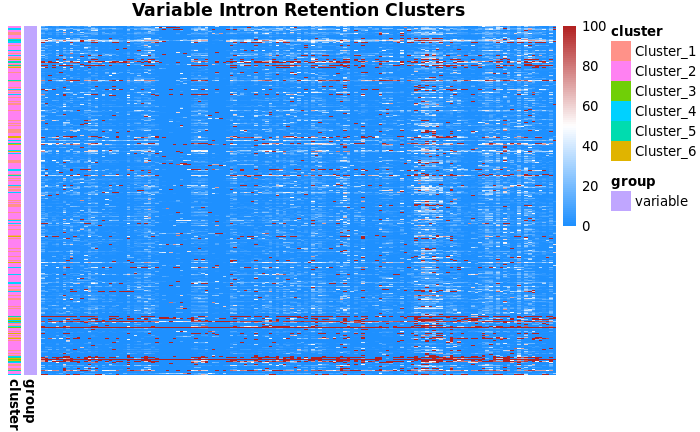 Variable Intron Retention Clusters
100
80
60
40
20
0
cluster
Cluster_1
Cluster_2
Cluster_3
Cluster_4
Cluster_5
Cluster_6
group
variable
cluster
group